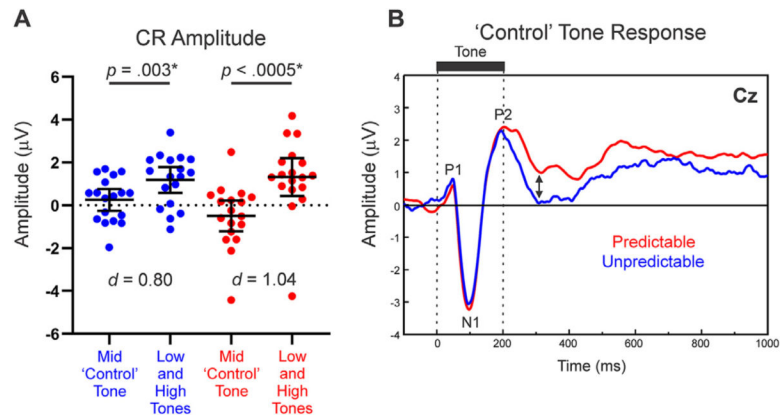 A
CR Amplitude
p = .003*
p < .0005*
6
4
2
0
-2
-4
-6
Amplitude (µV)
d = 0.80
d = 1.04
Mid
'Control'
Tone
Low
and
High
Tones
Mid
'Control'
Tone
Low
and
High
Tones
B
'Control' Tone Response
Tone
Cz
4
3
2
1
0
-1
-2
-3
-4
Amplitude (µV)
P1
P2
N1
Predictable
Unpredictable
0
200
400
600
800
1000
Time (ms)